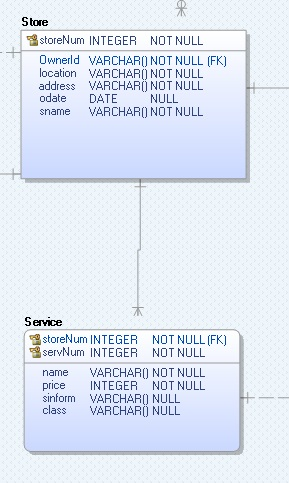 Store
storeNum INTEGER NOT NULL
OwnerId VARCHAR() NOT NULL (FK)
location VARCHAR() NOT NULL
address VARCHAR() NOT NULL
odate DATE NULL
sname VARCHAR() NOT NULL
Service
storeNum INTEGER NOT NULL (FK)
servNum INTEGER NOT NULL
name VARCHAR() NOT NULL
price INTEGER NOT NULL
sinform VARCHAR() NULL
class VARCHAR() NULL